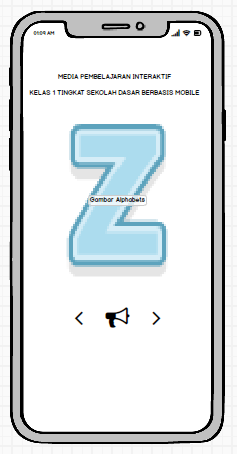 01:09 AM
MEDIA PEMBELAJARAN INTERAKTIF
KELAS 1 TINGKAT SEKOLAH DASAR BERBASIS MOBILE
Z
Gambar Alphabets